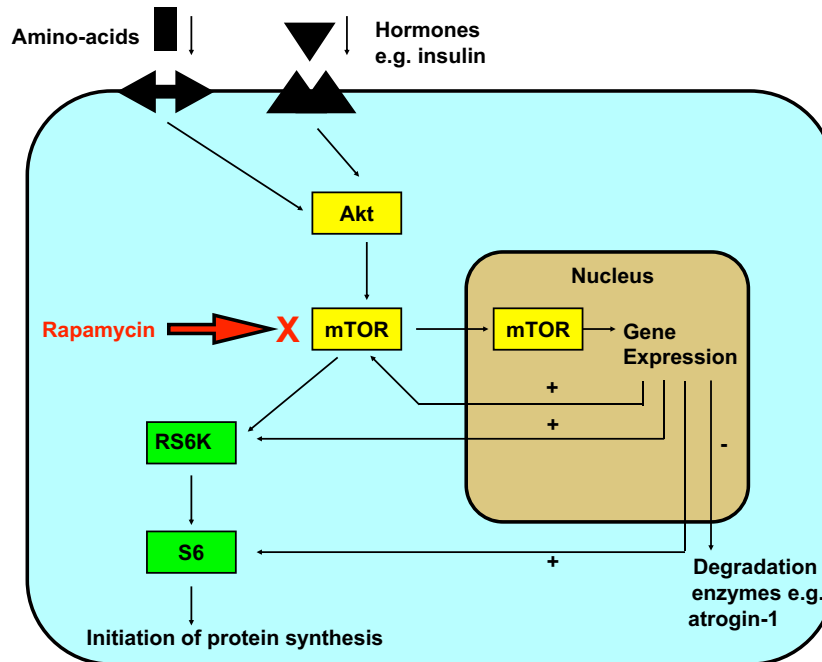 Amino-acids
Hormones
e.g. insulin
Akt
Nucleus
Rapamycin
X
mTOR
mTOR
Gene
Expression
+
+
-
RS6K
S6
+
Degradation
enzymes e.g.
atrogin-1
Initiation of protein synthesis